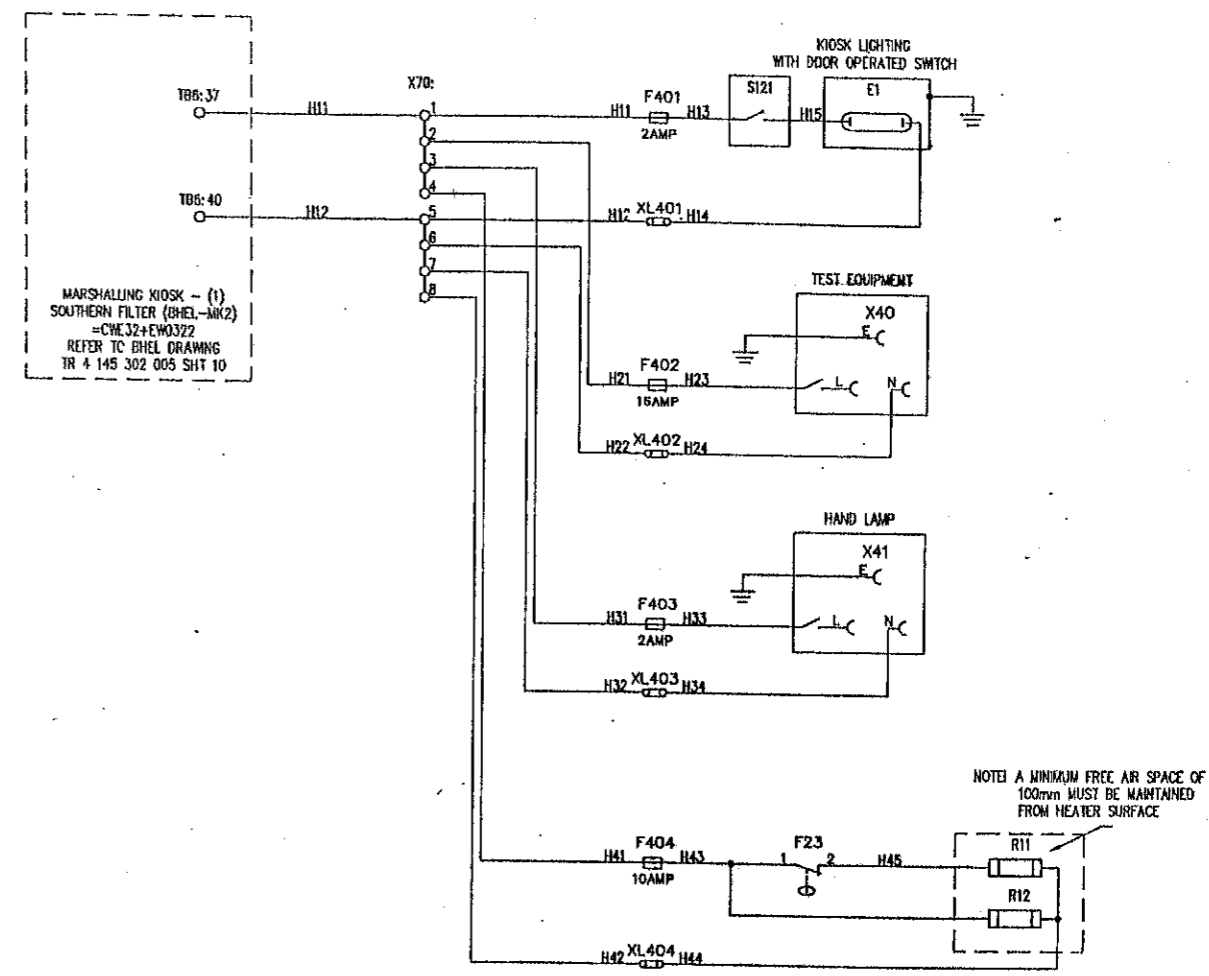 KIOSK LIGHTING
WITH DOOR OPERATED SWITCH
X70:
TB6:37
H11
1
H11
F401
2AMP
H13
S121
H15
E1
2
3
4
TB6:40
H12
5
H12
XL401
H14
6
7
8
MARSHALLING KIOSK - (1)
SOUTHERN FILTER (BHEL-MK2)
=CWE32+EW0322
REFER TO BHEL DRAWING
TR 4 145 302 005 SHT 10
TEST EQUIPMENT
X40
E
H21
F402
16AMP
H23
L
N
H22
XL402
H24
HAND LAMP
X41
E
H31
F403
2AMP
H33
L
N
H32
XL403
H34
NOTE! A MINIMUM FREE AIR SPACE OF
100mm MUST BE MAINTAINED
FROM HEATER SURFACE
H41
F404
10AMP
H43
1
F23
2
H45
R11
R12
H42
XL404
H44